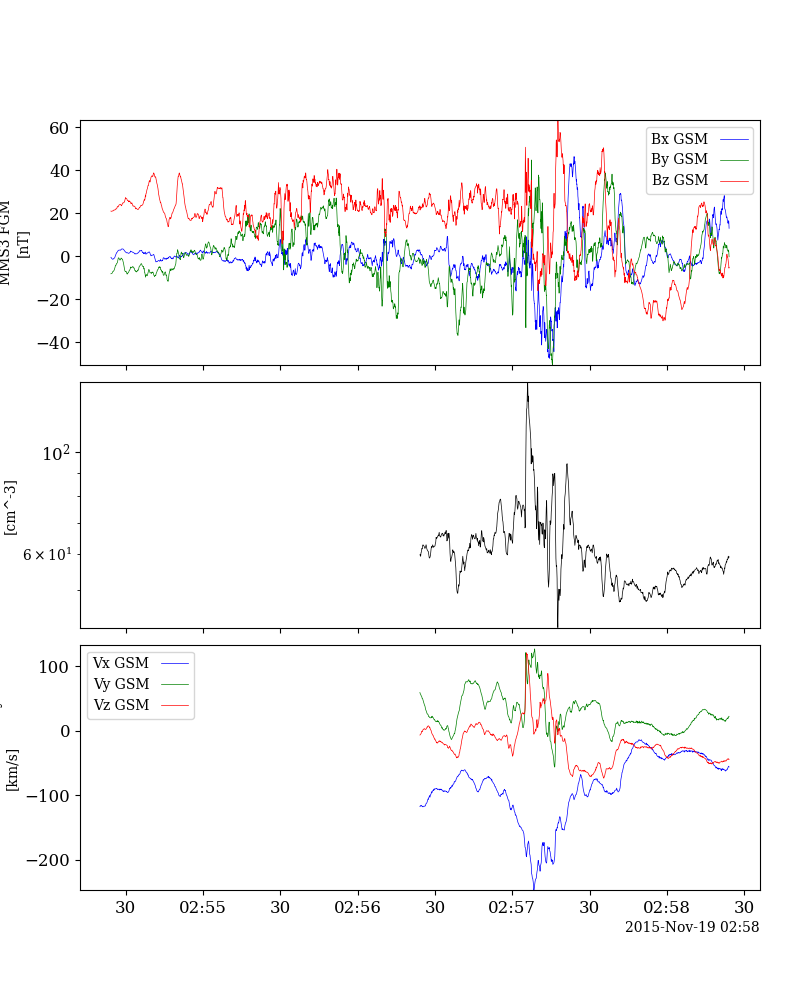 60
40
20
0
−20
−40
MMS3 FGM
[nT]
Bx GSM
By GSM
Bz GSM
10^2
6 × 10^1
[cm^-3]
100
0
−100
−200
[km/s]
Vx GSM
Vy GSM
Vz GSM
30 02:55 30 02:56 30 02:57 30 02:58 30
2015-Nov-19 02:58